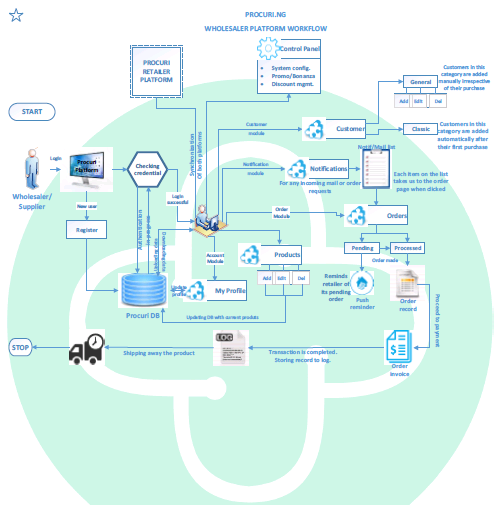 PROCURI.NG
WHOLESALER PLATFORM WORKFLOW
Control Panel
System config.
Promo/Bonance
Discount mgmt.
PROCURI
RETAILER
PLATFORM
Customers in this
category are added
manually irrespective
of their purchase
General
Add
Edit
Del
START
Customer
module
Customer
Classic
Customers in this
category are added
automatically after
their first purchase
Synchronization
Of both platforms
Login
Procuri
Platform
Checking
credential
Notification
module
Notifications
For any incoming mail or order
requests
Each item on the list
takes us to the order
page when clicked
Wholesaler/
Supplier
New user
Login
successful
Register
Order
Module
Orders
Account
Module
Products
Add
Edit
Del
Pending
Processed
Order made
My Profile
Procuri DB
Reminds
retailer of
its pending
order
Push
reminder
Order
record
Proceed to payment
Updating DB with current produts
STOP
Shipping away the product
LOG
Transaction is completed.
Storing record to log.
$
Order
invoice